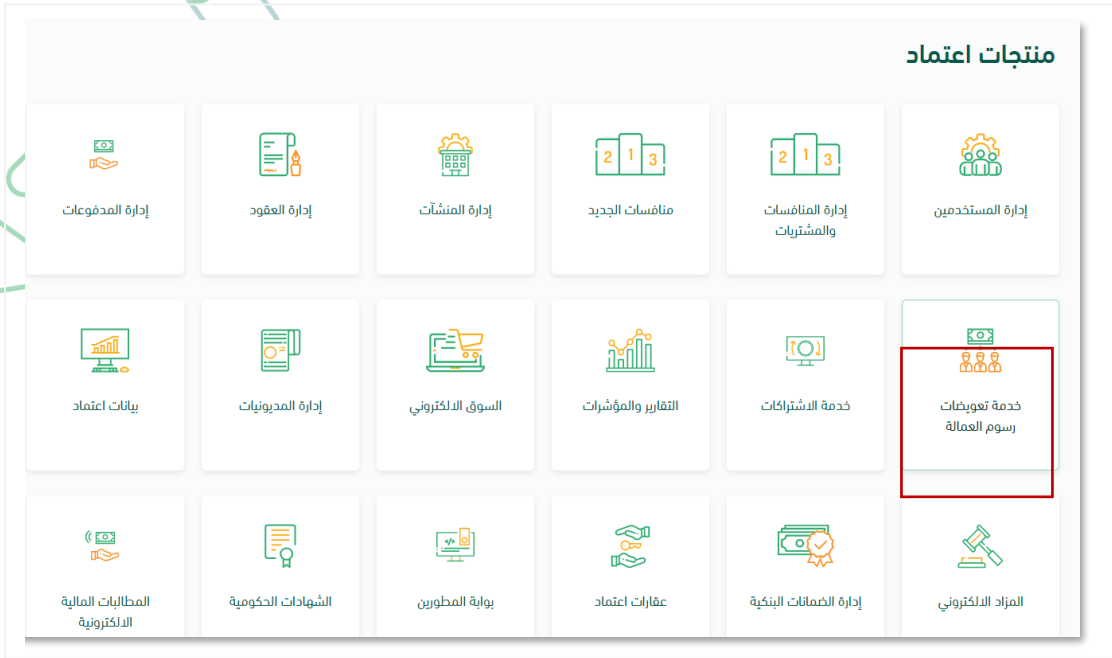 منتجات اعتماد
إدارة المستخدمين
إدارة المنافسات
والمشتريات
منافسات الجديد
إدارة المنشآت
إدارة العقود
إدارة المدفوعات
خدمة تعويضات
رسوم العمالة
خدمة الاشتراكات
التقارير والمؤشرات
السوق الالكتروني
إدارة المديونيات
بيانات اعتماد
المزاد الالكتروني
إدارة الضمانات البنكية
عقارات اعتماد
بوابة المطورين
الشهادات الحكومية
المطالبات المالية
الالكترونية